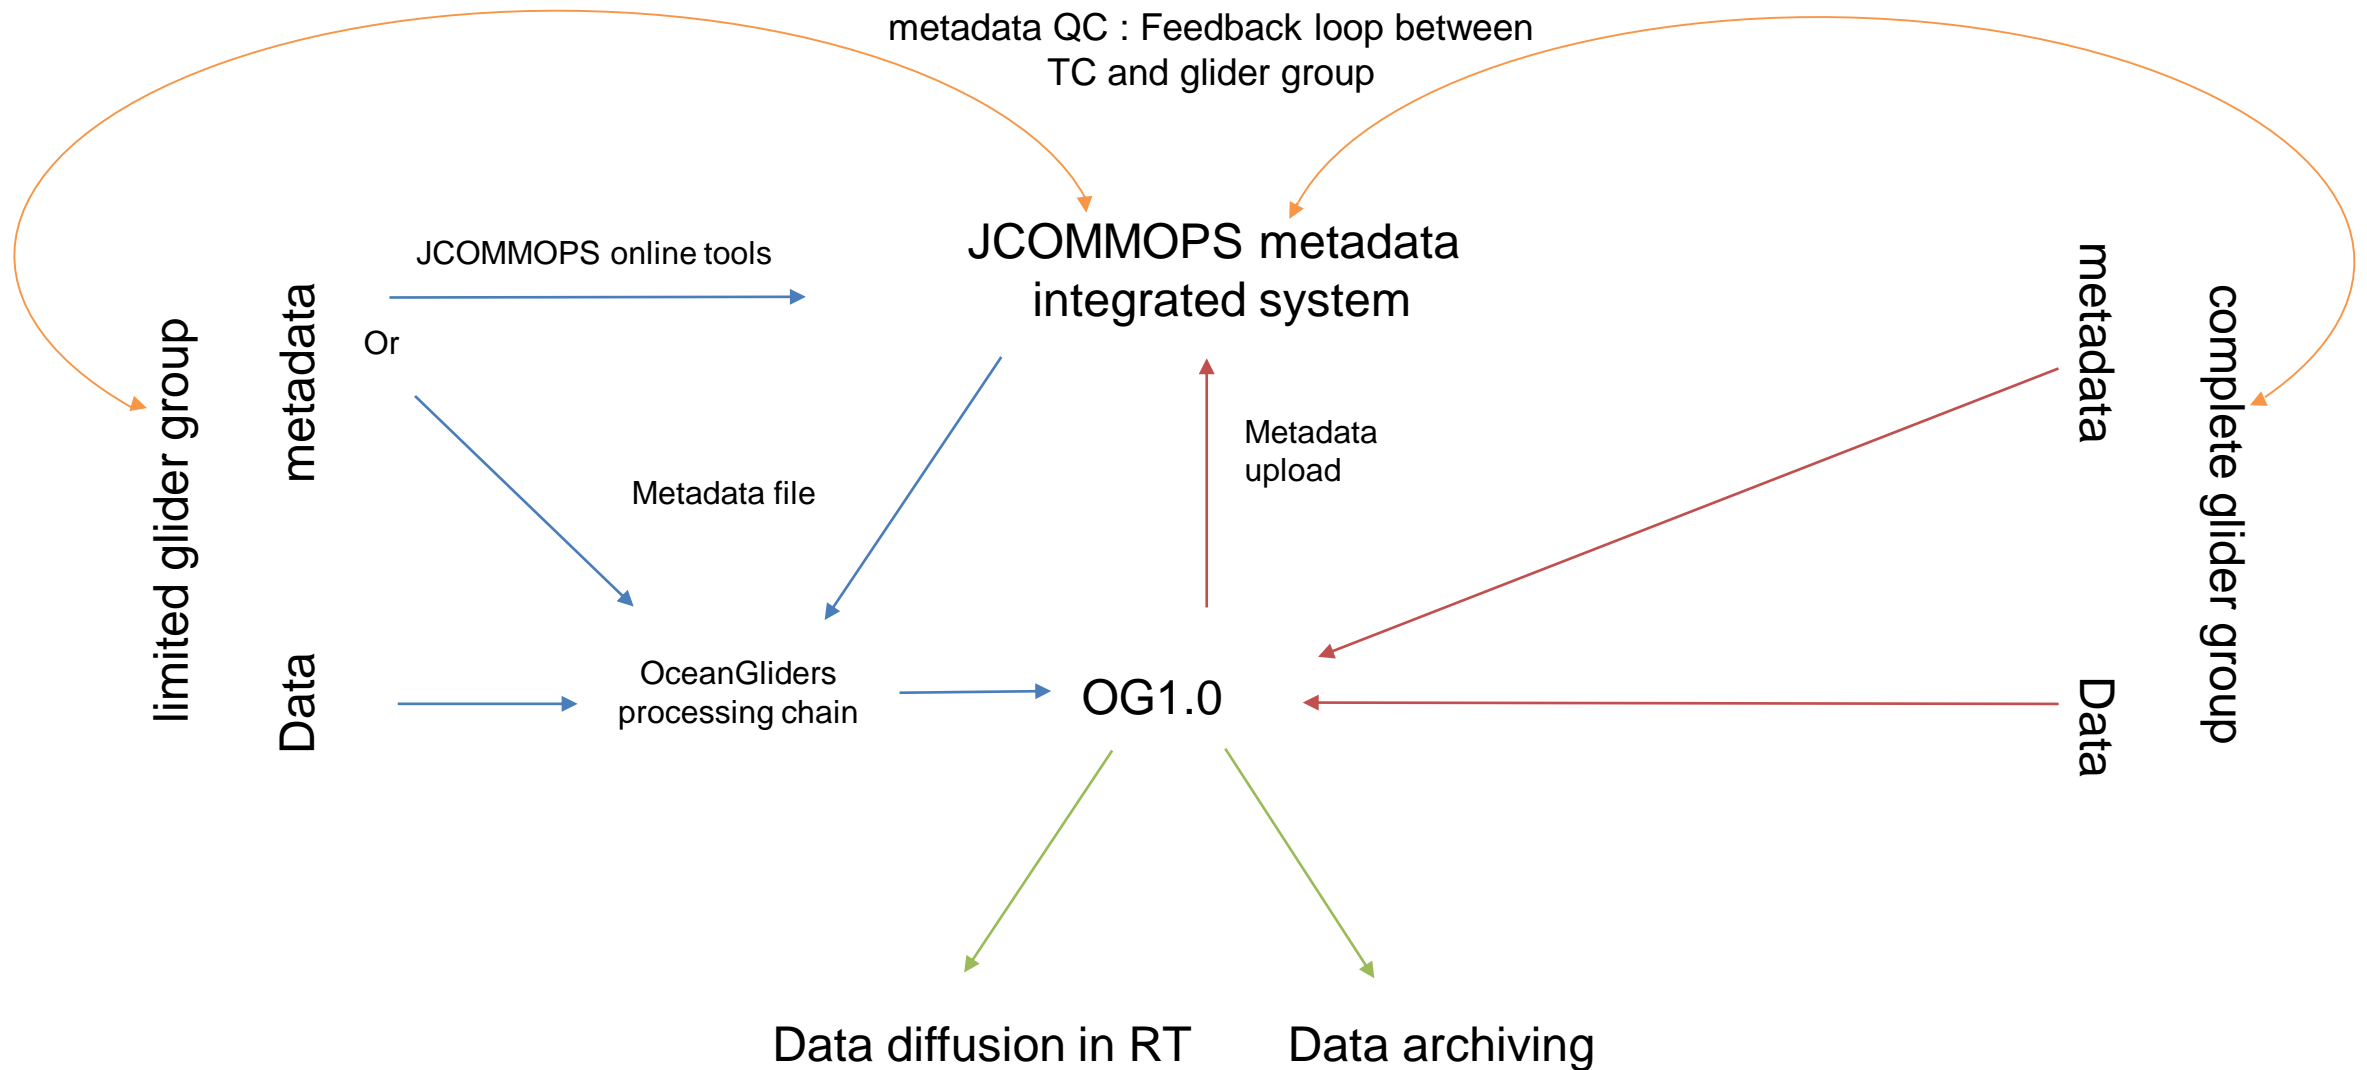 metadata QC : Feedback loop between
TC and glider group
JCOMMOPS metadata
integrated system
JCOMMOPS online tools
Or
limited glider group
metadata
Data
Metadata file
Metadata
upload
OceanGliders
processing chain
OG1.0
metadata
Data
complete glider group
Data diffusion in RT
Data archiving